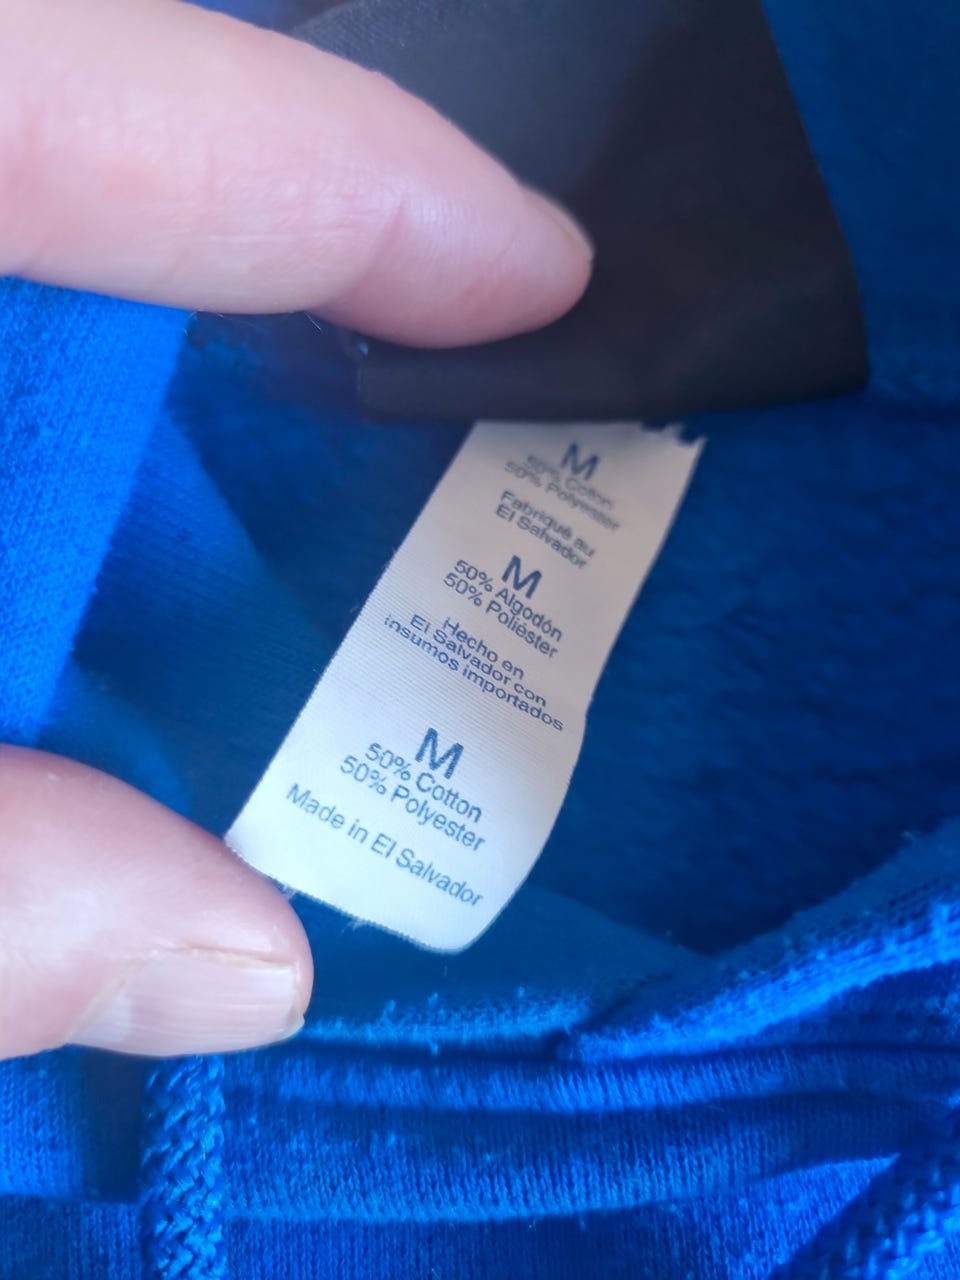 M
50% Cotton
50% Polyester
Fabriqué au
El Salvador
M
50% Algodón
50% Poliéster
Hecho en
El Salvador con
insumos importados
M
50% Cotton
50% Polyester
Made in El Salvador